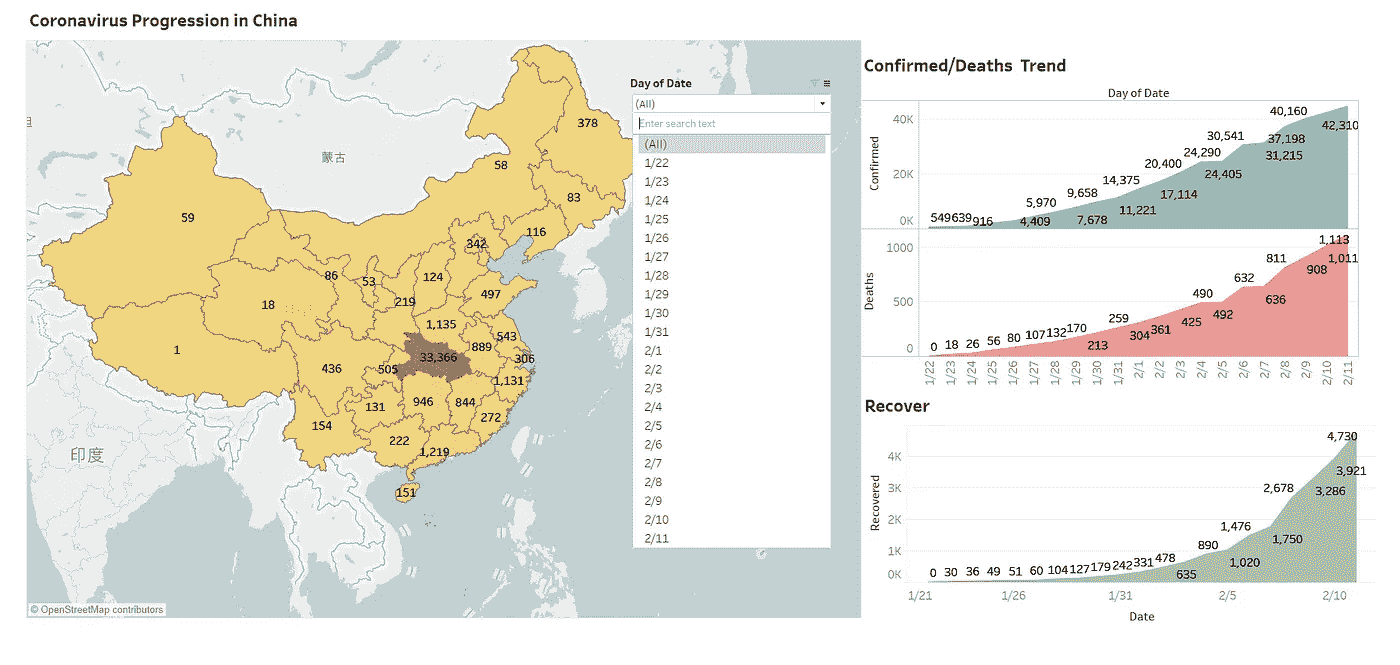 Coronavirus Progression in China
蒙古
印度
378
58
83
59
116
342
86
53
124
219
497
18
1,135
543
889
1
33,366
306
436
505
1,131
131
946
844
154
272
222
1,219
151
© OpenStreetMap contributors
Day of Date
(All)
Enter search text
(All)
1/22
1/23
1/24
1/25
1/26
1/27
1/28
1/29
1/30
1/31
2/1
2/2
2/3
2/4
2/5
2/6
2/7
2/8
2/9
2/10
2/11
Confirmed/Deaths Trend
Day of Date
Confirmed
40K
20K
0K
549 639 916 4,409 5,970 7,678 9,658 11,221 14,375 17,114 20,400 24,290 24,405 30,541 31,215 37,198 40,160 42,310
Deaths
1000
500
0
0 18 26 56 80 107 132 170 213 259 304 361 425 490 492 632 636 811 908 1,011 1,113
1/22 1/23 1/24 1/25 1/26 1/27 1/28 1/29 1/30 1/31 2/1 2/2 2/3 2/4 2/5 2/6 2/7 2/8 2/9 2/10 2/11
Recover
Recovered
4K
3K
2K
1K
0K
0 30 36 49 51 60 104 127 179 242 331 478 635 890 1,020 1,476 1,750 2,678 3,286 3,921 4,730
1/21 1/26 1/31 2/5 2/10
Date